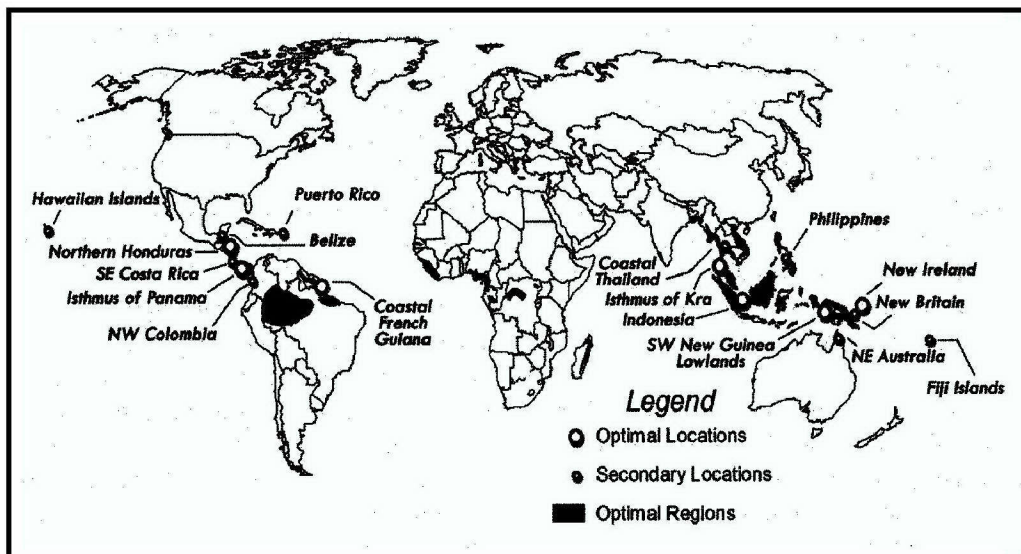 Hawaiian Islands
Puerto Rico
Northern Honduras
Belize
SE Costa Rica
Isthmus of Panama
NW Colombia
Coastal
French
Guiana
Philippines
Coastal
Thailand
Isthmus of Kra
Indonesia
New Ireland
New Britain
SW New Guinea
Lowlands
NE Australia
Fiji Islands
Legend
Optimal Locations
Secondary Locations
Optimal Regions